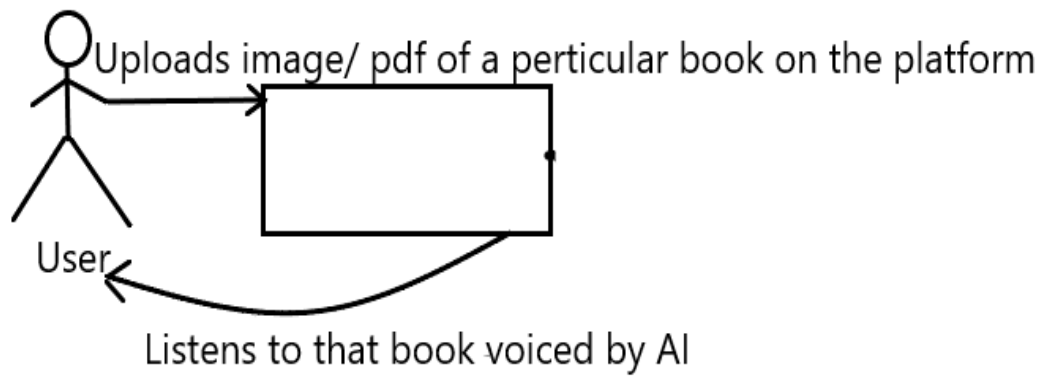 Uploads image/ pdf of a perticular book on the platform
User
Listens to that book voiced by AI